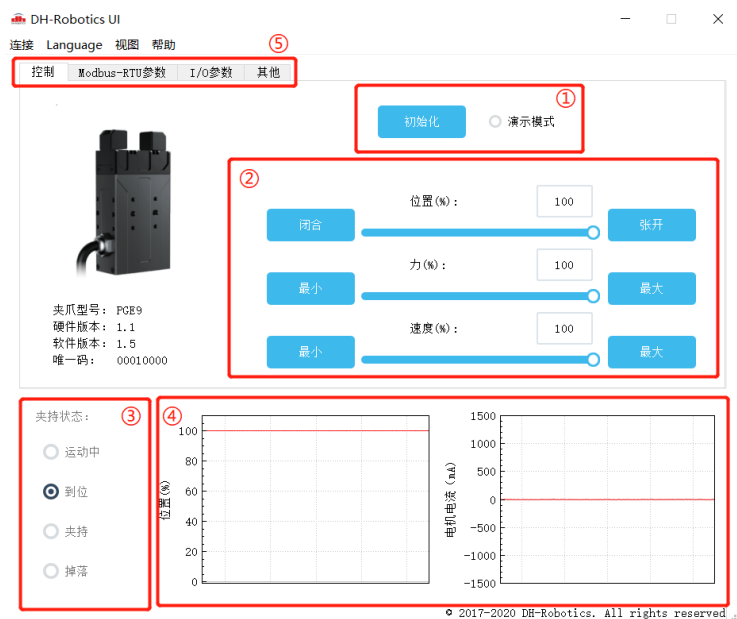 DH-Robotics UI
连接 Language 视图 帮助
⑤
控制 Modbus-RTU参数 I/O参数 其他
①
初始化 演示模式
②
位置(%): 100
闭合 张开
力(%): 100
最小 最大
速度(%): 100
最小 最大
夹爪型号: PGE9
硬件版本: 1.1
软件版本: 1.5
唯一码: 00010000
③
夹持状态:
运动中
到位
夹持
掉落
④
位置(%)
100
80
60
40
20
0
电机电流 (mA)
1500
1000
500
0
-500
-1000
-1500
© 2017-2020 DH-Robotics. All rights reserved